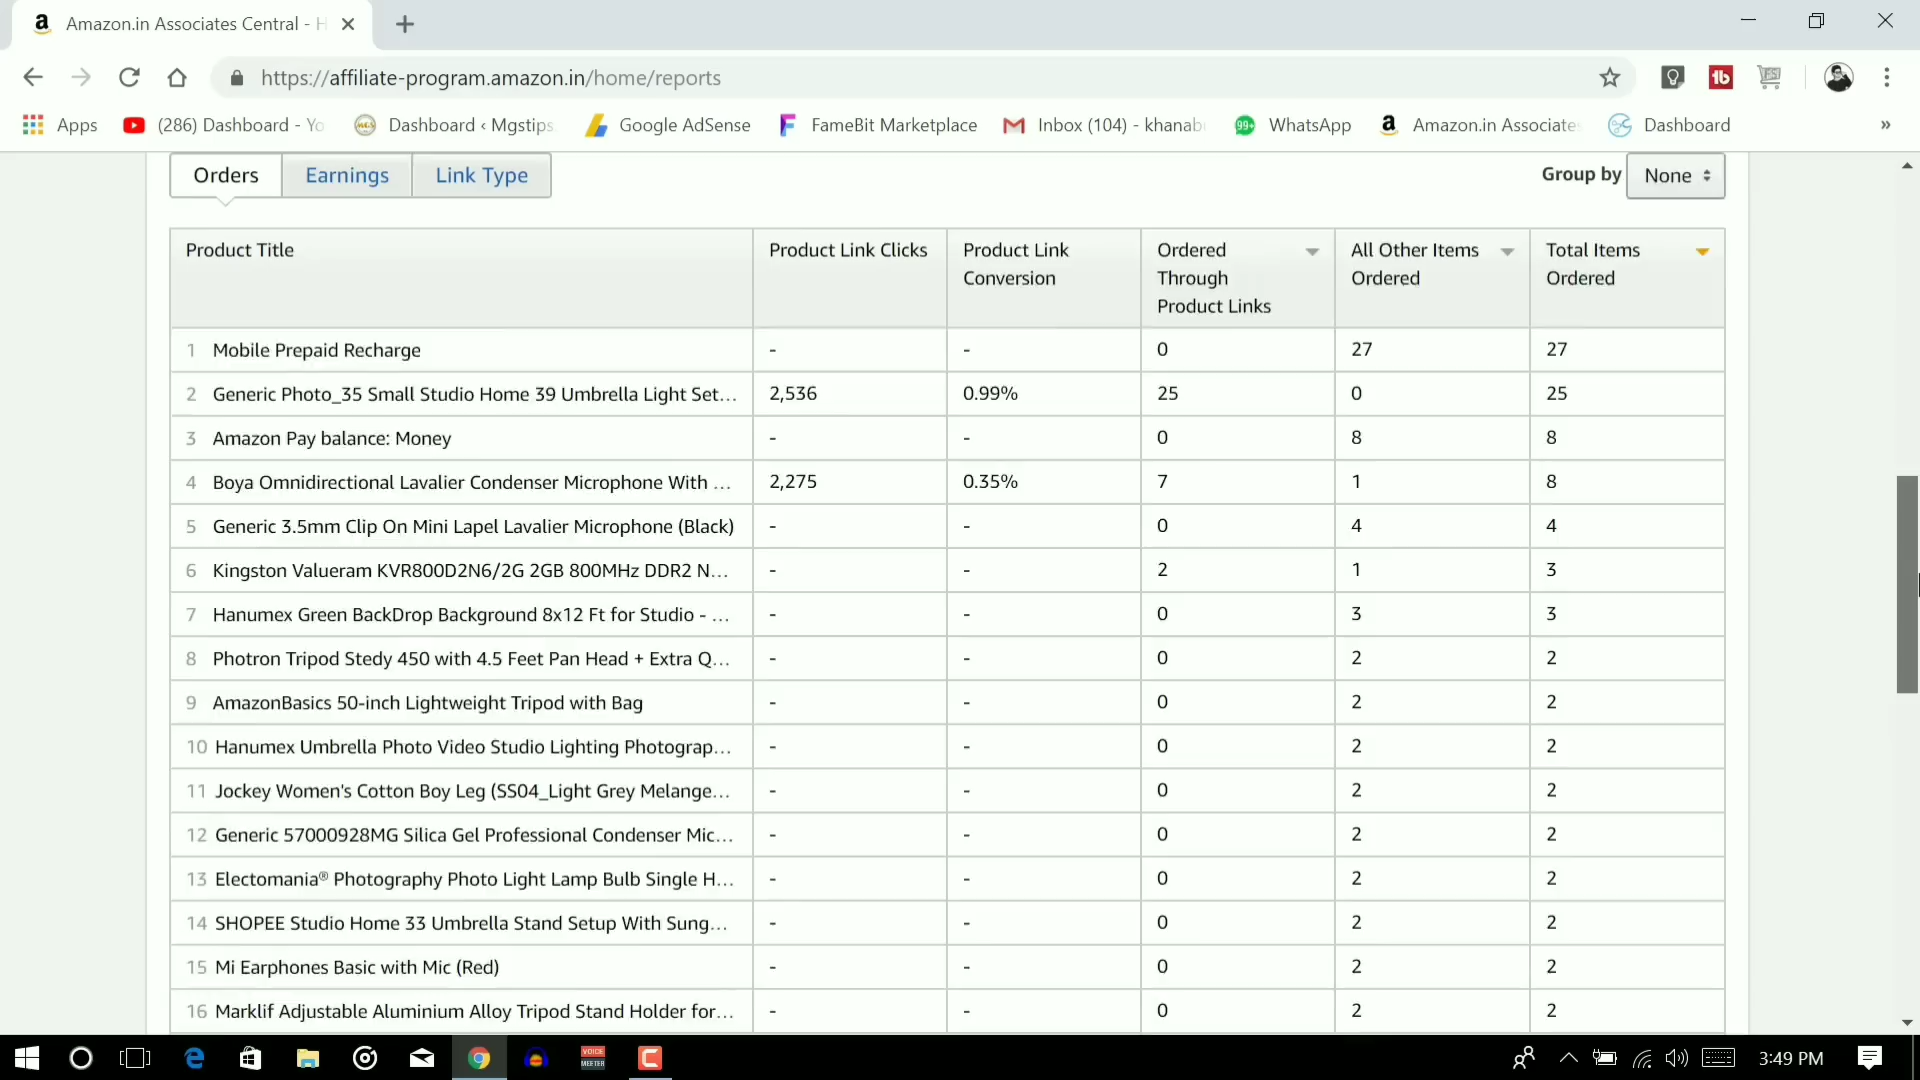 Amazon.in Associates Central - H
https://affiliate-program.amazon.in/home/reports
Apps (286) Dashboard - Yo Dashboard ‹ Mgstips Google AdSense FameBit Marketplace Inbox (104) - khanab 99+ WhatsApp Amazon.in Associate Dashboard »
Orders Earnings Link Type Group by None
Product Title Product Link Clicks Product Link Conversion Ordered Through Product Links All Other Items Ordered Total Items Ordered
1 Mobile Prepaid Recharge - - 0 27 27
2 Generic Photo_35 Small Studio Home 39 Umbrella Light Set... 2,536 0.99% 25 0 25
3 Amazon Pay balance: Money - - 0 8 8
4 Boya Omnidirectional Lavalier Condenser Microphone With ... 2,275 0.35% 7 1 8
5 Generic 3.5mm Clip On Mini Lapel Lavalier Microphone (Black) - - 0 4 4
6 Kingston Valueram KVR800D2N6/2G 2GB 800MHz DDR2 N... - - 2 1 3
7 Hanumex Green BackDrop Background 8x12 Ft for Studio - ... - - 0 3 3
8 Photron Tripod Stedy 450 with 4.5 Feet Pan Head + Extra Q... - - 0 2 2
9 AmazonBasics 50-inch Lightweight Tripod with Bag - - 0 2 2
10 Hanumex Umbrella Photo Video Studio Lighting Photograp... - - 0 2 2
11 Jockey Women's Cotton Boy Leg (SS04_Light Grey Melange... - - 0 2 2
12 Generic 57000928MG Silica Gel Professional Condenser Mic... - - 0 2 2
13 Electomania® Photography Photo Light Lamp Bulb Single H... - - 0 2 2
14 SHOPEE Studio Home 33 Umbrella Stand Setup With Sung... - - 0 2 2
15 Mi Earphones Basic with Mic (Red) - - 0 2 2
16 Marklif Adjustable Aluminium Alloy Tripod Stand Holder for... - - 0 2 2
VOICE MEETER 3:49 PM